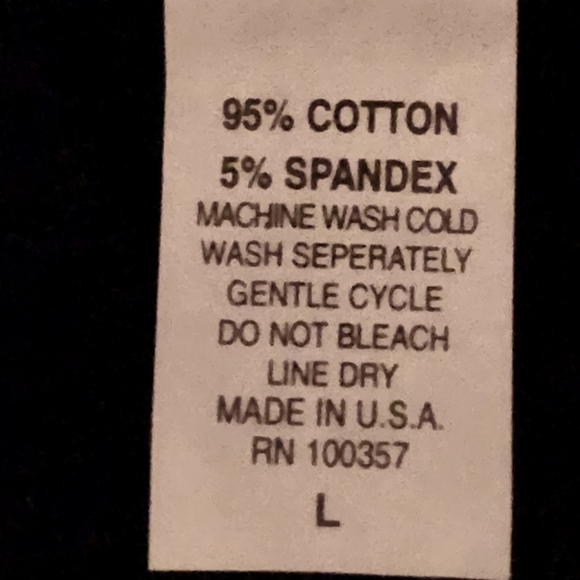 95% COTTON
5% SPANDEX
MACHINE WASH COLD
WASH SEPERATELY
GENTLE CYCLE
DO NOT BLEACH
LINE DRY
MADE IN U.S.A.
RN 100357
L